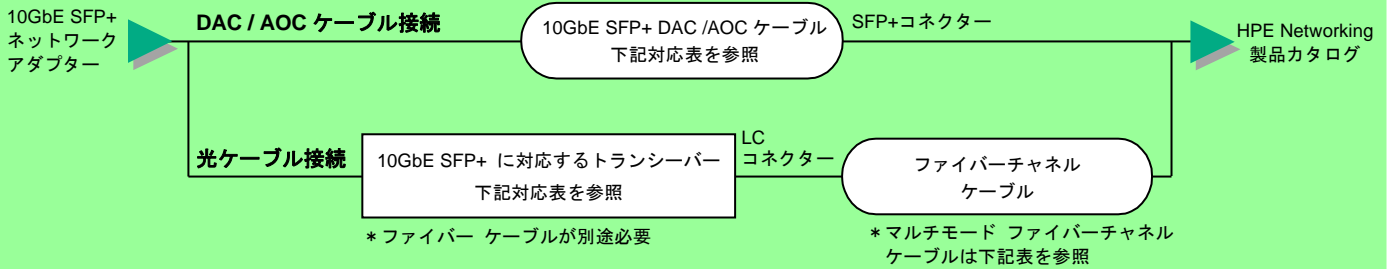 10GbE SFP+
ネットワーク
アダプター
DAC / AOC ケーブル接続
10GbE SFP+ DAC /AOC ケーブル
下記対応表を参照
SFP+コネクター
HPE Networking
製品カタログ
光ケーブル接続
10GbE SFP+ に対応するトランシーバー
下記対応表を参照
LC
コネクター
ファイバーチャネル
ケーブル
*ファイバー ケーブルが別途必要
*マルチモード ファイバーチャネル
ケーブルは下記表を参照